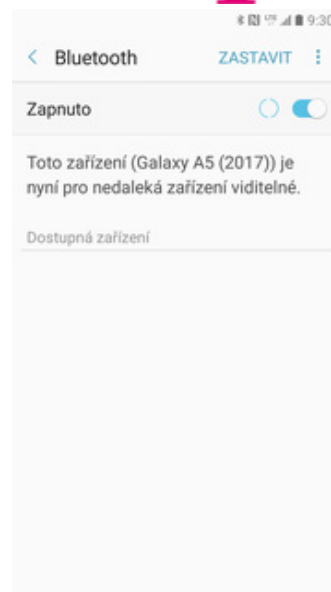 9:30
Bluetooth ZASTAVIT
Zapnuto
Toto zařízení (Galaxy A5 (2017)) je
nyní pro nedaleká zařízení viditelné.
Dostupná zařízení